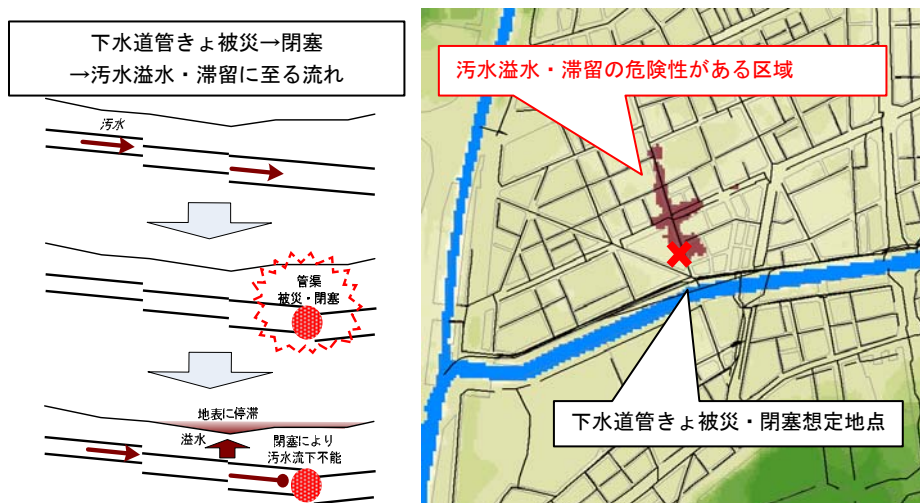 下水道管きょ被災→閉塞
→汚水溢水・滞留に至る流れ
汚水
管渠
被災・閉塞
地表に停滞
溢水
閉塞により
汚水流下不能
汚水溢水・滞留の危険性がある区域
下水道管きょ被災・閉塞想定地点